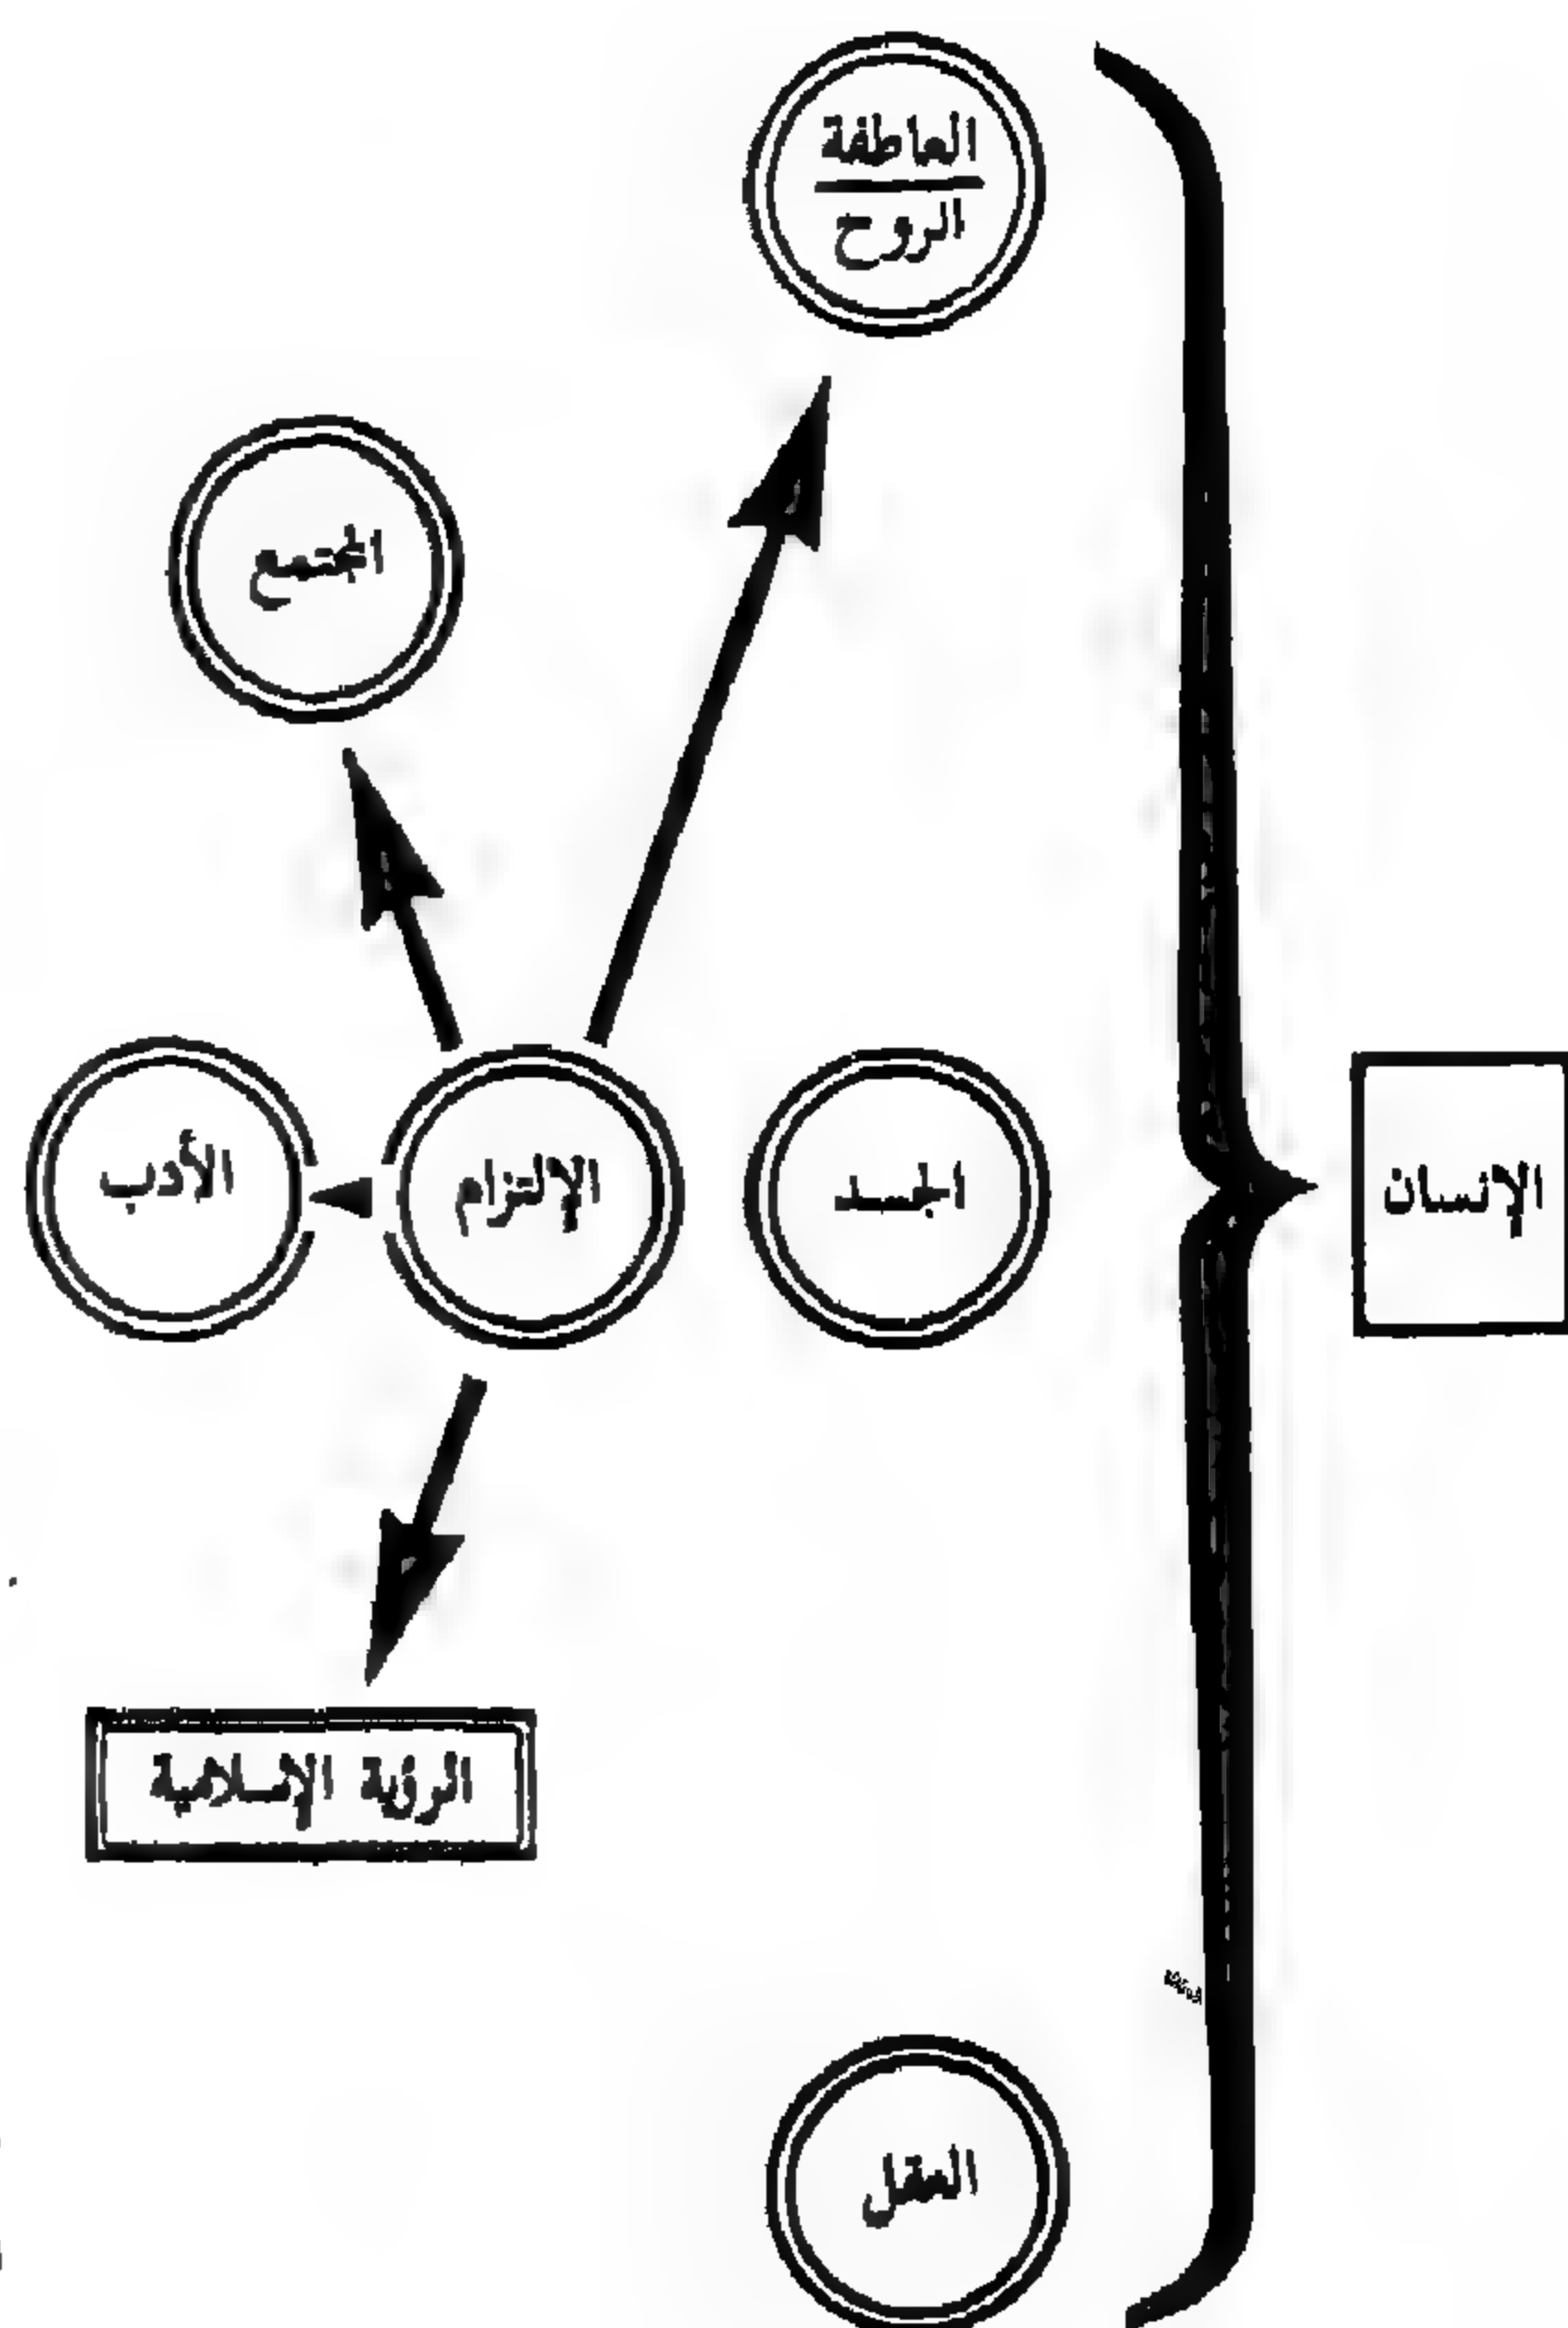 العاطفة
الروح
المجتمع
الإنسان
الجسد
الإلتزام
الأدب
الرؤية الإسلامية
العقل